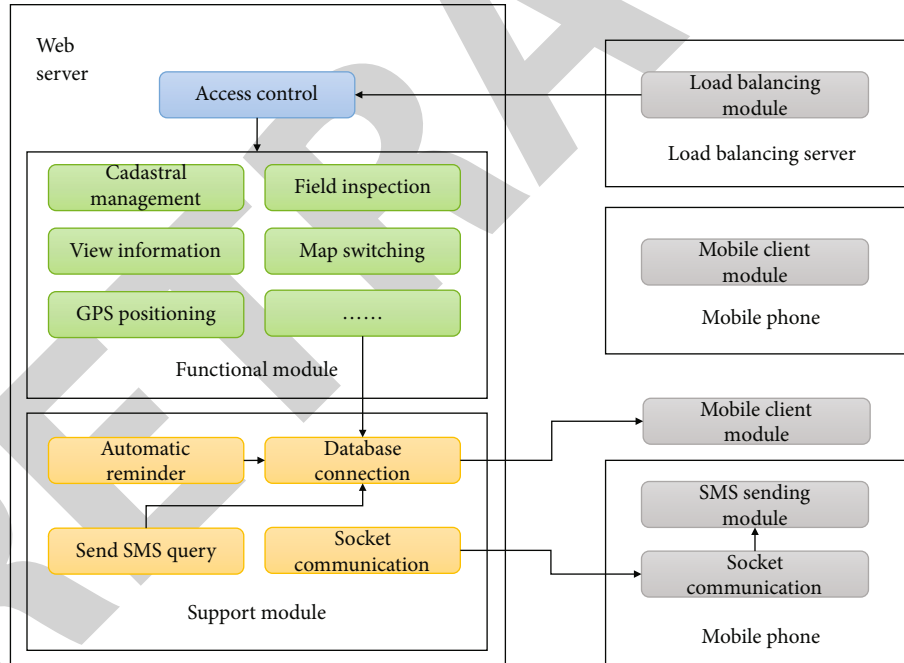 Web
server
Access control
Cadastral
management
Field inspection
View information
Map switching
GPS positioning
......
Functional module
Automatic
reminder
Database
connection
Send SMS query
Socket
communication
Support module
Load balancing
module
Load balancing server
Mobile client
module
Mobile phone
Mobile client
module
SMS sending
module
Socket
communication
Mobile phone